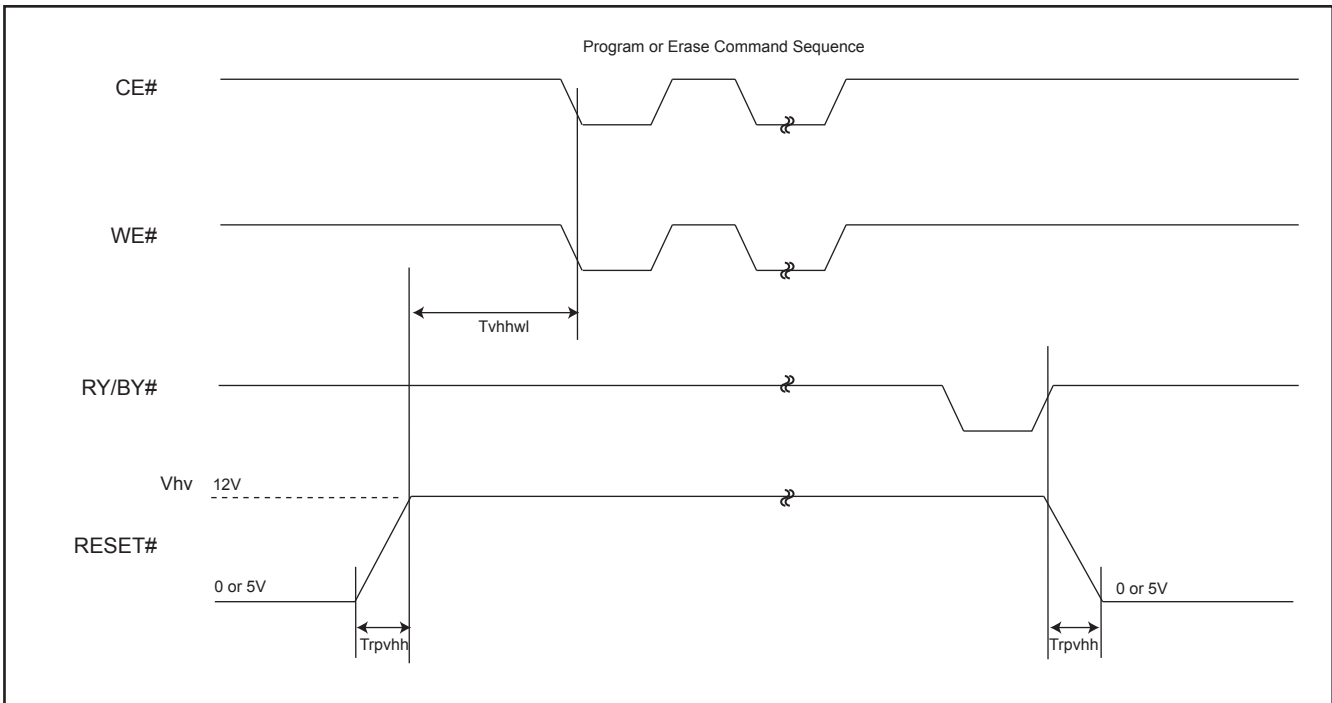 Program or Erase Command Sequence
CE#
WE#
Tvhhwl
RY/BY#
Vhv 12V
RESET#
0 or 5V
0 or 5V
Trpvhh
Trpvhh